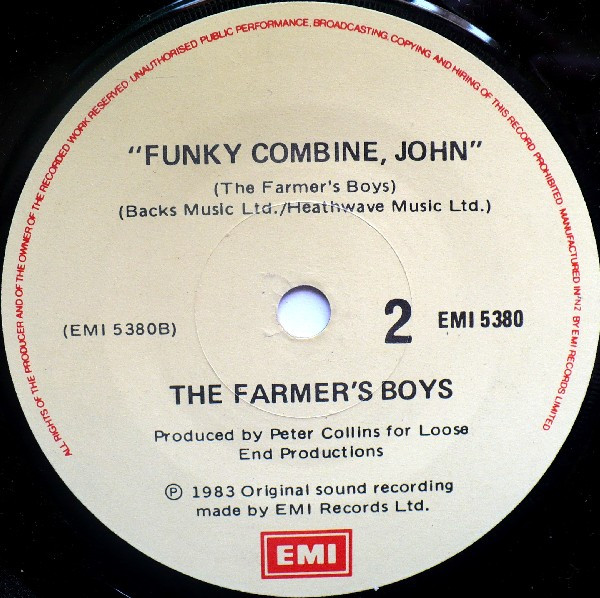 ALL RIGHTS OF THE PRODUCER AND OF THE OWNER OF THE RECORDED WORK RESERVED. UNAUTHORISED PUBLIC PERFORMANCE, BROADCASTING, COPYING AND HIRING OF THIS RECORD PROHIBITED. MANUFACTURED IN NZ BY EMI RECORDS LIMITED
"FUNKY COMBINE, JOHN"
(The Farmer's Boys)
(Backs Music Ltd./Heathwave Music Ltd.)
(EMI 5380B) 2 EMI 5380
THE FARMER'S BOYS
Produced by Peter Collins for Loose
End Productions
℗ 1983 Original sound recording
made by EMI Records Ltd.
EMI